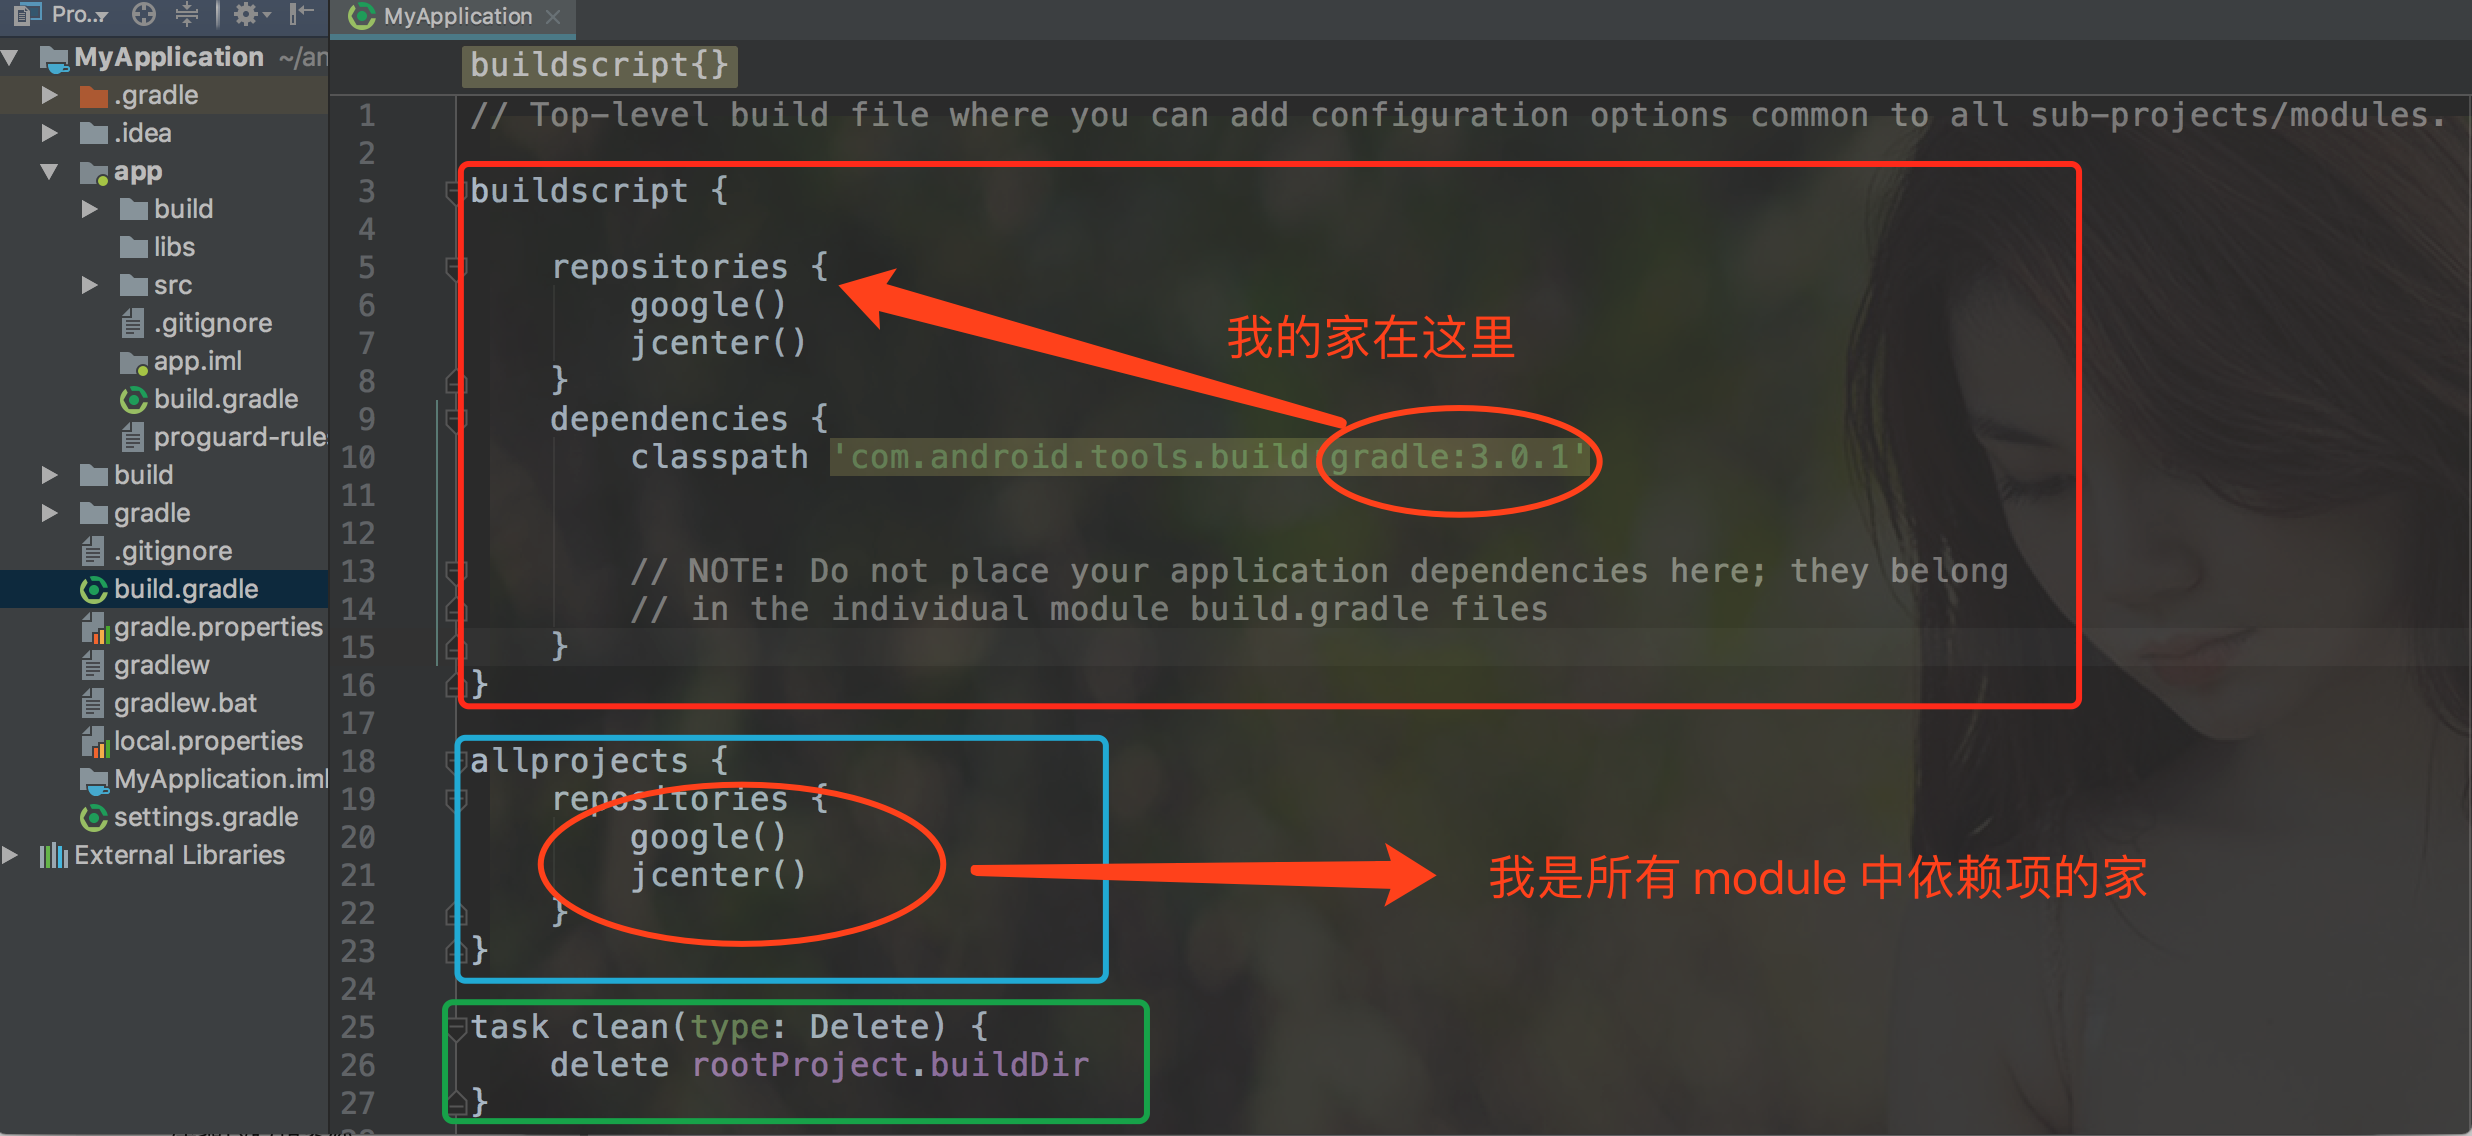 Pro...
MyApplication
MyApplication ~/an
.gradle
.idea
app
build
libs
src
.gitignore
app.iml
build.gradle
proguard-rule
build
gradle
.gitignore
build.gradle
gradle.properties
gradlew
gradlew.bat
local.properties
MyApplication.iml
settings.gradle
External Libraries
buildscript{}
1 // Top-level build file where you can add configuration options common to all sub-projects/modules.
2
3 buildscript {
4
5 repositories {
6 google()
7 jcenter()
8 }
9 dependencies {
10 classpath 'com.android.tools.build:gradle:3.0.1'
11
12
13 // NOTE: Do not place your application dependencies here; they belong
14 // in the individual module build.gradle files
15 }
16 }
17
18 allprojects {
19 repositories {
20 google()
21 jcenter()
22 }
23 }
24
25 task clean(type: Delete) {
26 delete rootProject.buildDir
27 }
28
我的家在这里
我是所有 module 中依赖项的家